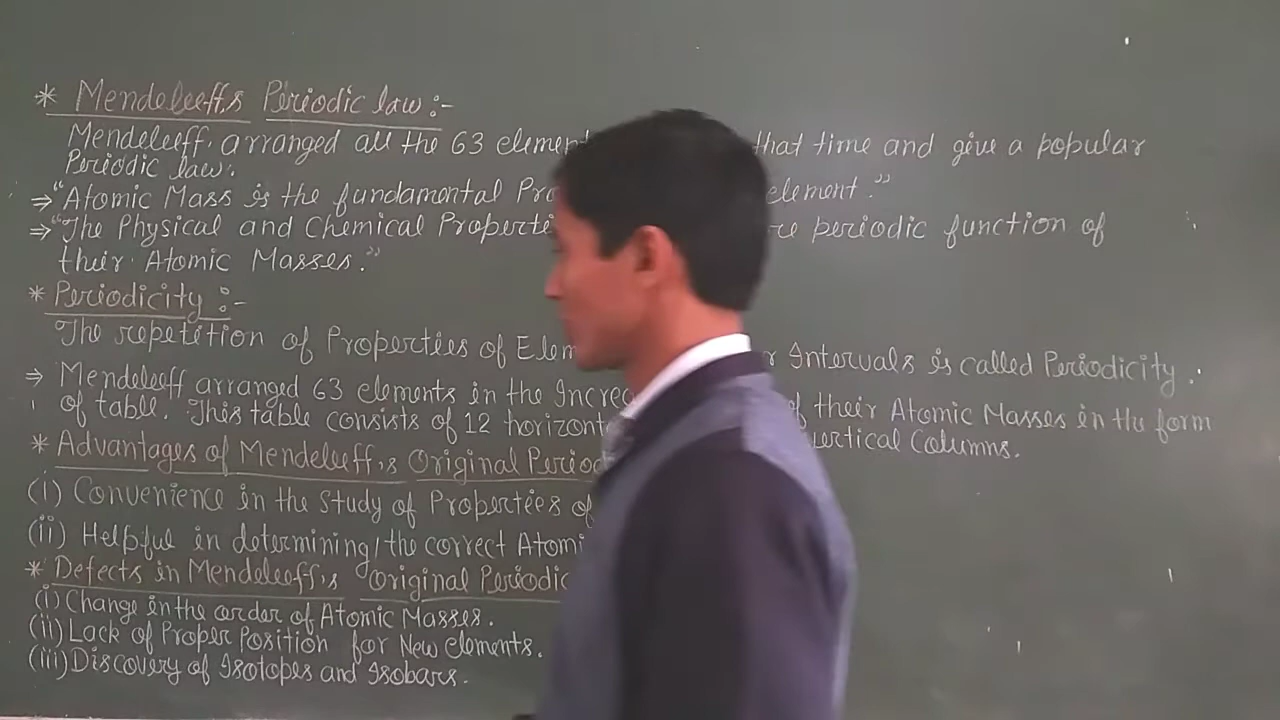 * Mendeleeff,s Periodic law :-
Mendeleeff. arranged all the 63 elemen that time and give a popular
Periodic law.
⇒ "Atomic Mass is the fundamental Pro element."
⇒ "The Physical and Chemical Properti re periodic function of
their Atomic Masses."
* Periodicity :-
The repetition of Properties of Elem r Intervals is called Periodicity.
⇒ Mendeleeff arranged 63 elements in the Increa of their Atomic Masses in the form
of table. This table consists of 12 horizont vertical Columns.
* Advantages of Mendeleeff,s Original Period
(i) Convenience in the study of Properties of
(ii) Helpful in determining the correct Atomi
* Defects in Mendeleeff,s Original Periodic
(i) Change in the order of Atomic Masses.
(ii) Lack of Proper Position for New elements.
(iii) Discovery of Isotopes and Isobars.